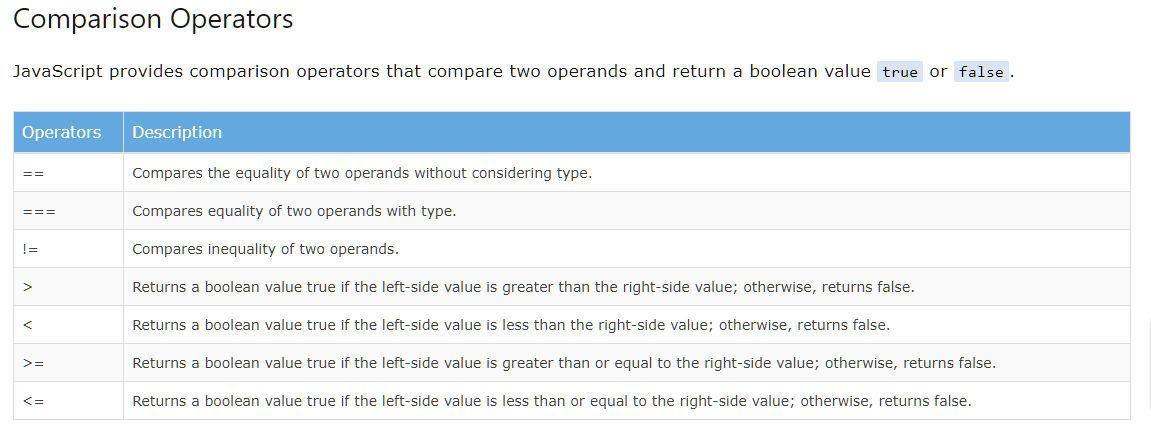 Comparison Operators
JavaScript provides comparison operators that compare two operands and return a boolean value true or false.
Operators Description
== Compares the equality of two operands without considering type.
=== Compares equality of two operands with type.
!= Compares inequality of two operands.
> Returns a boolean value true if the left-side value is greater than the right-side value; otherwise, returns false.
< Returns a boolean value true if the left-side value is less than the right-side value; otherwise, returns false.
>= Returns a boolean value true if the left-side value is greater than or equal to the right-side value; otherwise, returns false.
<= Returns a boolean value true if the left-side value is less than or equal to the right-side value; otherwise, returns false.